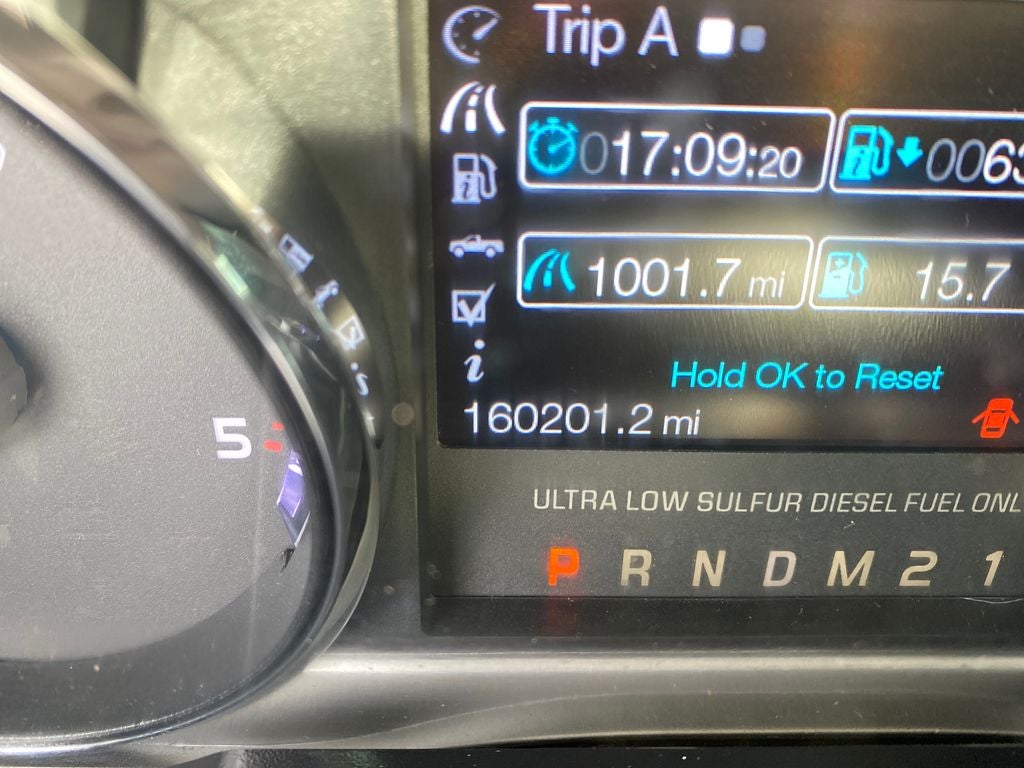 Trip A
017:09:20 0063
1001.7 mi 15.7
Hold OK to Reset
160201.2 mi
5
ULTRA LOW SULFUR DIESEL FUEL ONL
P R N D M 2 1